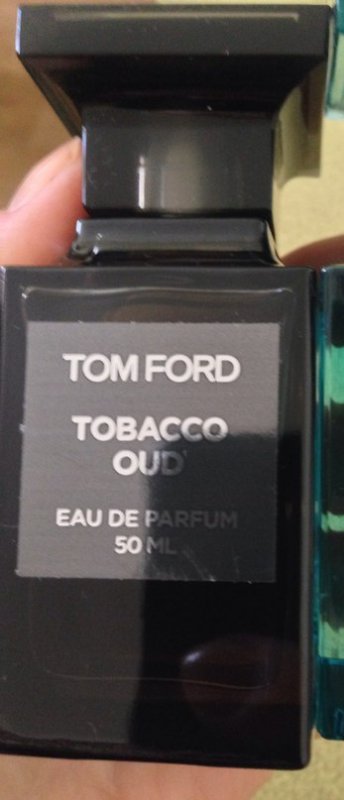 TOM FORD
TOBACCO
OUD
EAU DE PARFUM
50 ML